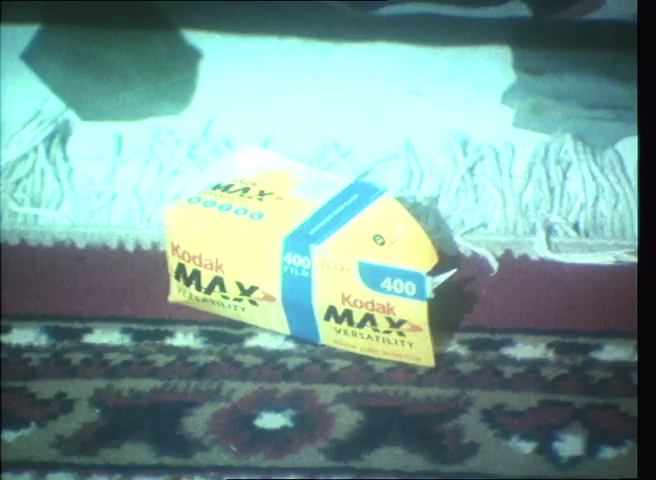 MAX
400
FILM
400
Kodak
MAX
VERSATILITY
Kodak
MAX
VERSATILITY